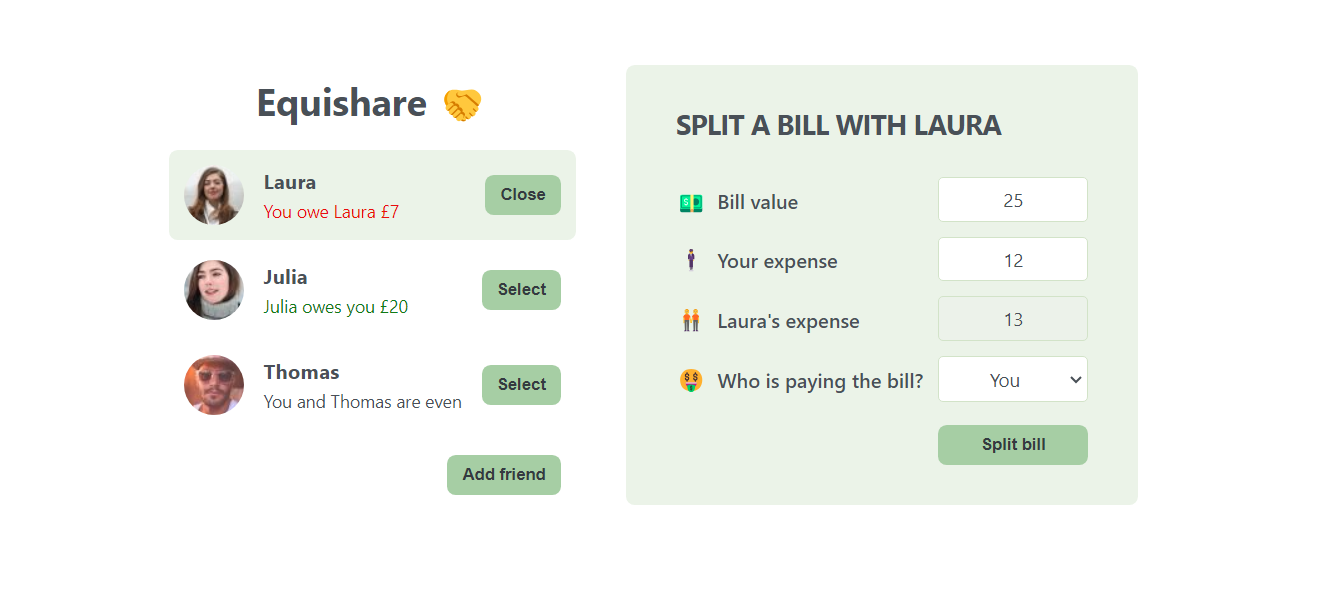 Equishare
Laura
You owe Laura £7
Close
Julia
Julia owes you £20
Select
Thomas
You and Thomas are even
Select
Add friend
SPLIT A BILL WITH LAURA
Bill value
25
Your expense
12
Laura's expense
13
Who is paying the bill?
You
Split bill